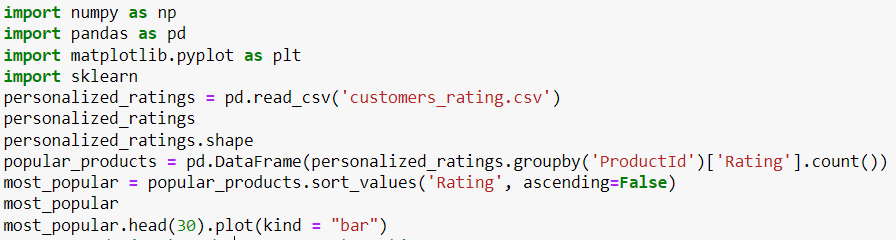 import numpy as np
import pandas as pd
import matplotlib.pyplot as plt
import sklearn
personalized_ratings = pd.read_csv('customers_rating.csv')
personalized_ratings
personalized_ratings.shape
popular_products = pd.DataFrame(personalized_ratings.groupby('ProductId')['Rating'].count())
most_popular = popular_products.sort_values('Rating', ascending=False)
most_popular
most_popular.head(30).plot(kind = "bar")